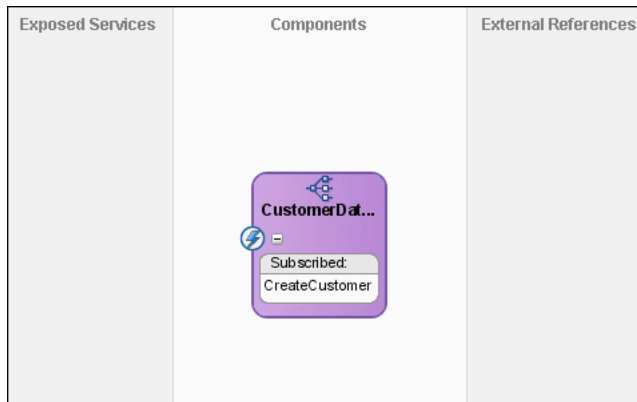 Exposed Services
Components
External References
CustomerDat...
Subscribed:
CreateCustomer